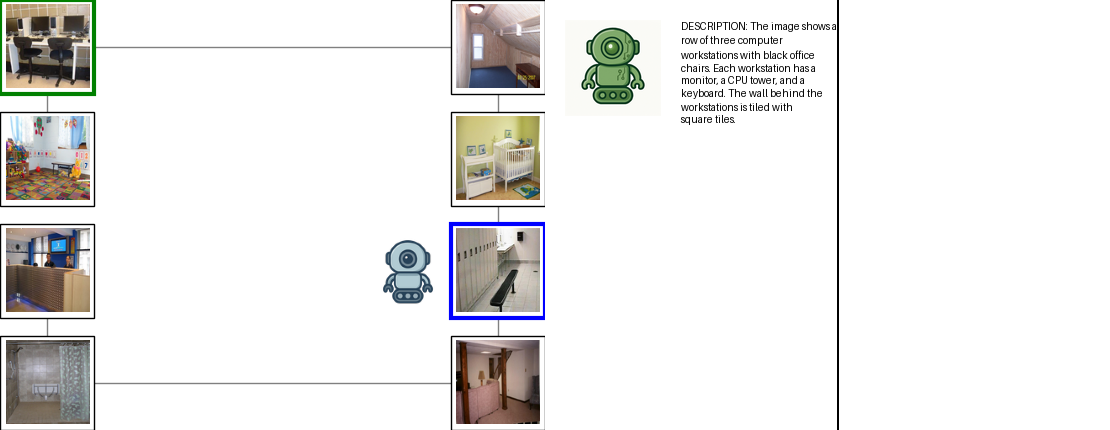 DESCRIPTION: The image shows a
row of three computer
workstations with black office
chairs. Each workstation has a
monitor, a CPU tower, and a
keyboard. The wall behind the
workstations is tiled with
square tiles.